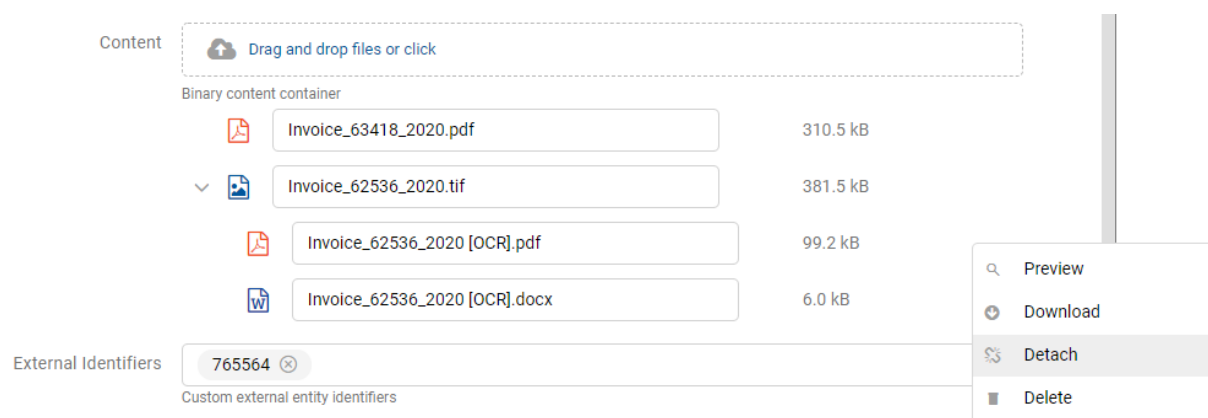 Content
Drag and drop files or click
Binary content container
Invoice_63418_2020.pdf 310.5 kB
Invoice_62536_2020.tif 381.5 kB
Invoice_62536_2020 [OCR].pdf 99.2 kB
W Invoice_62536_2020 [OCR].docx 6.0 kB
Preview
Download
Detach
Delete
External Identifiers 765564
Custom external entity identifiers